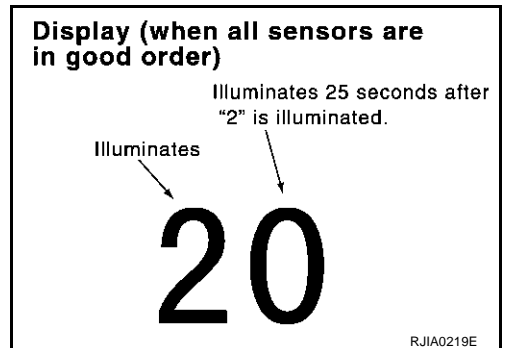 Display (when all sensors are
in good order)
Illuminates 25 seconds after
“2” is illuminated.
Illuminates
20
RJIA0219E